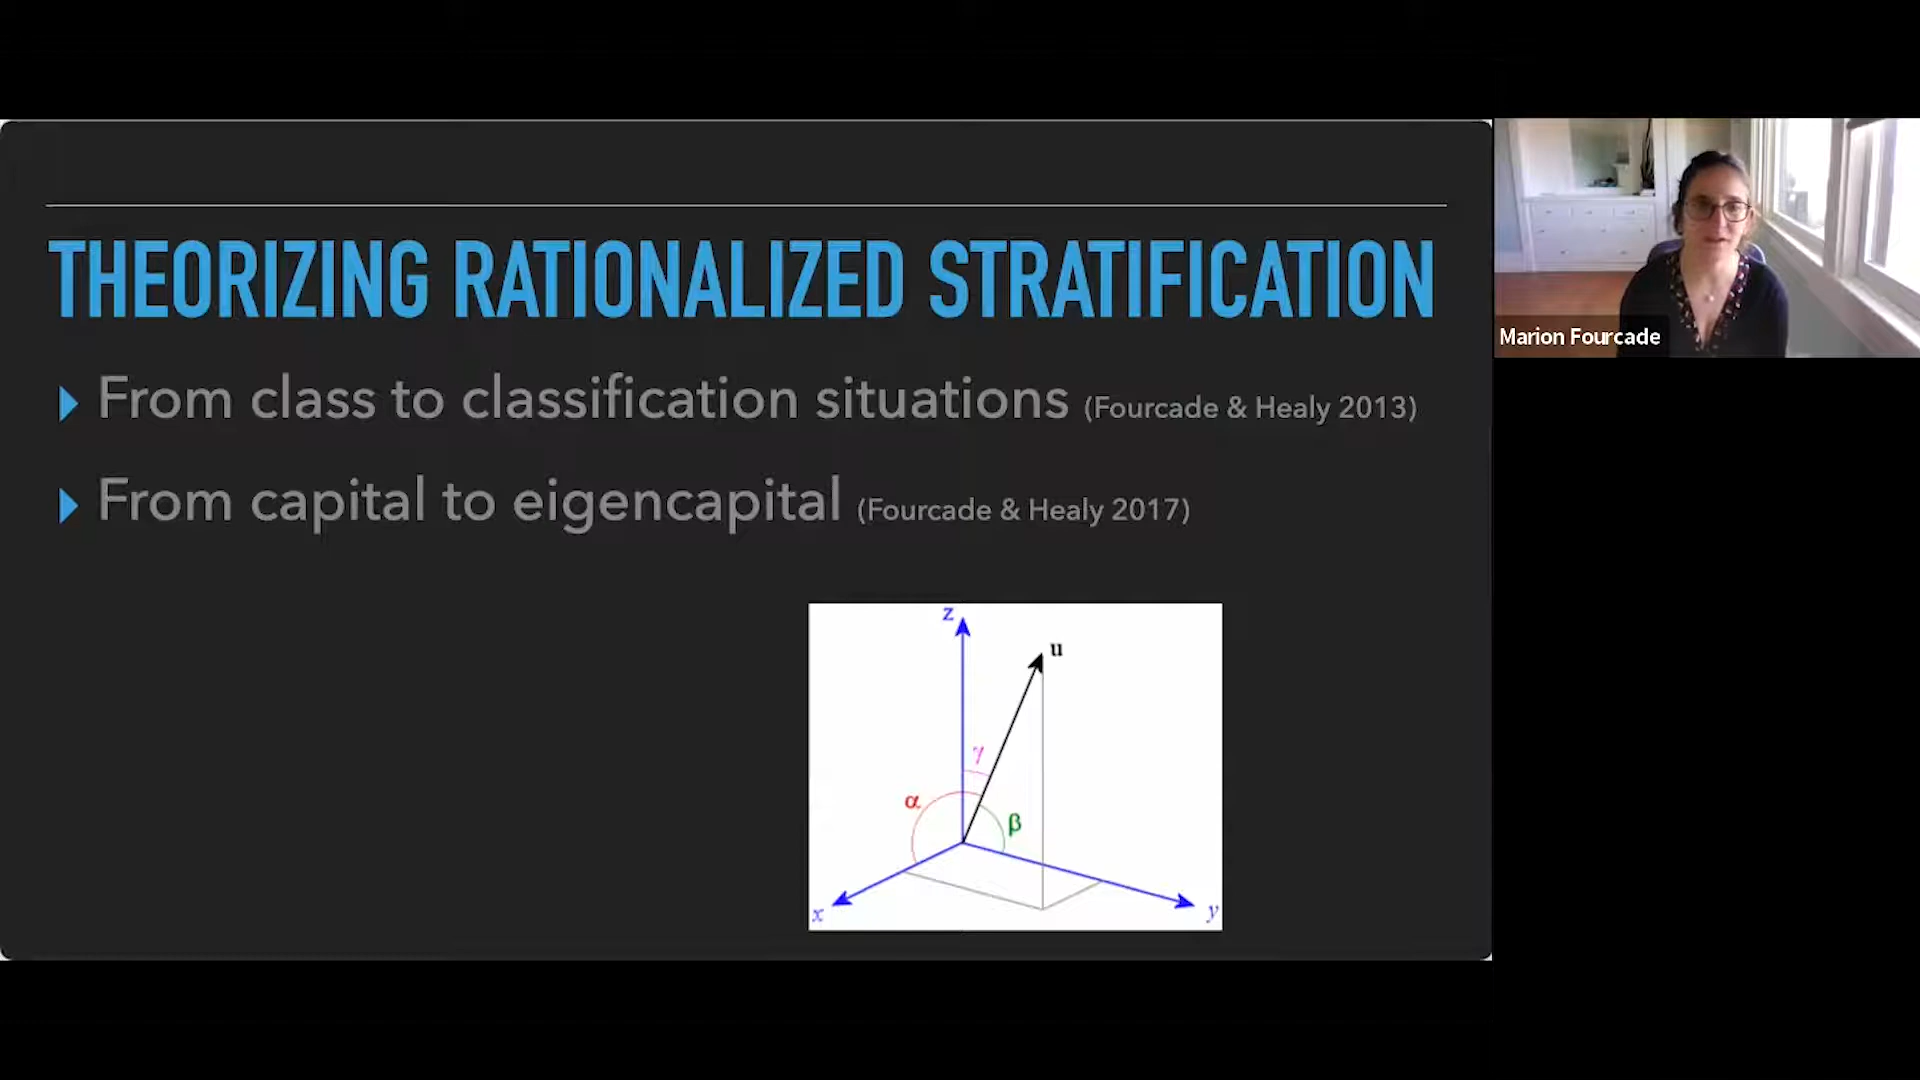 THEORIZING RATIONALIZED STRATIFICATION
From class to classification situations (Fourcade & Healy 2013)
From capital to eigencapital (Fourcade & Healy 2017)
z
u
γ
α
β
x
y
Marion Fourcade